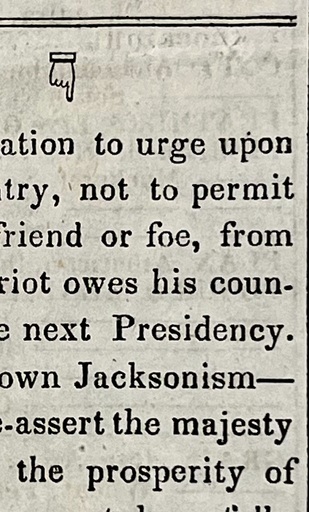 ation to urge upon
ntry, not to permit
friend or foe, from
riot owes his coun-
e next Presidency.
own Jacksonism—
e-assert the majesty
the prosperity of